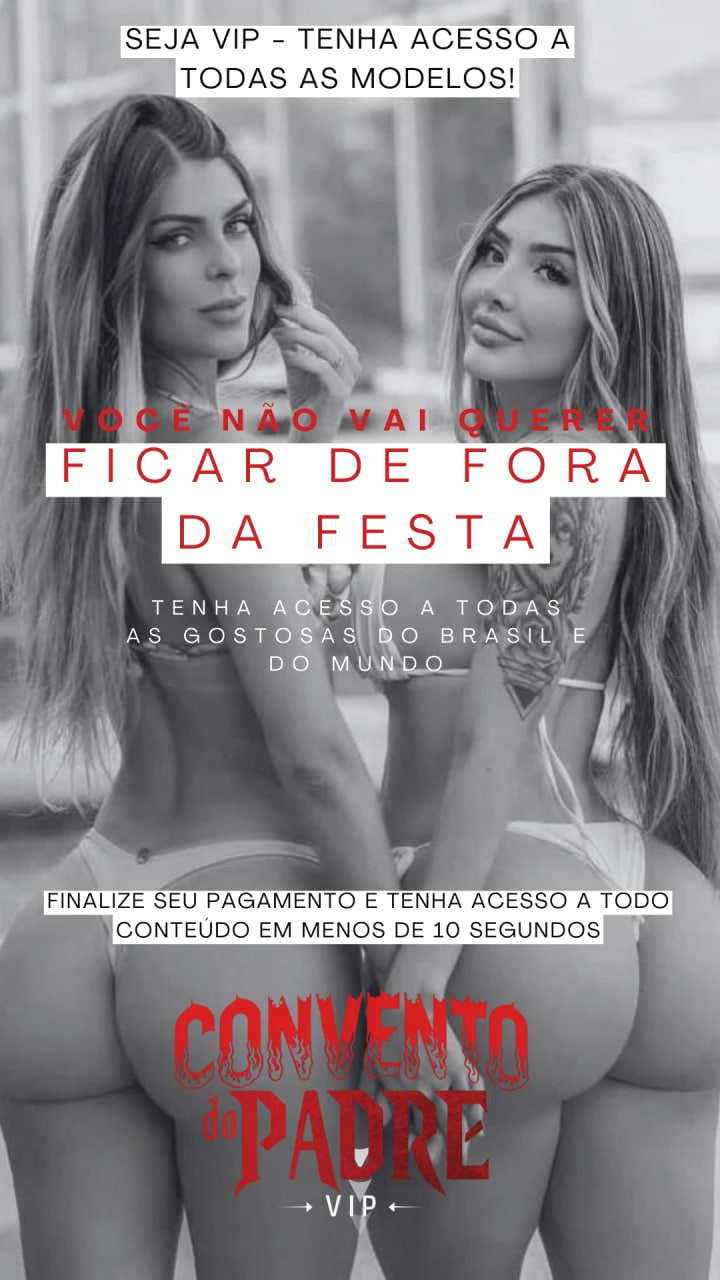 SEJA VIP - TENHA ACESSO A
TODAS AS MODELOS!
VOCÊ NÃO VAI QUERER
FICAR DE FORA
DA FESTA
TENHA ACESSO A TODAS
AS GOSTOSAS DO BRASIL E
DO MUNDO
FINALIZE SEU PAGAMENTO E TENHA ACESSO A TODO
CONTEÚDO EM MENOS DE 10 SEGUNDOS
CONVENTO
do PADRE
VIP